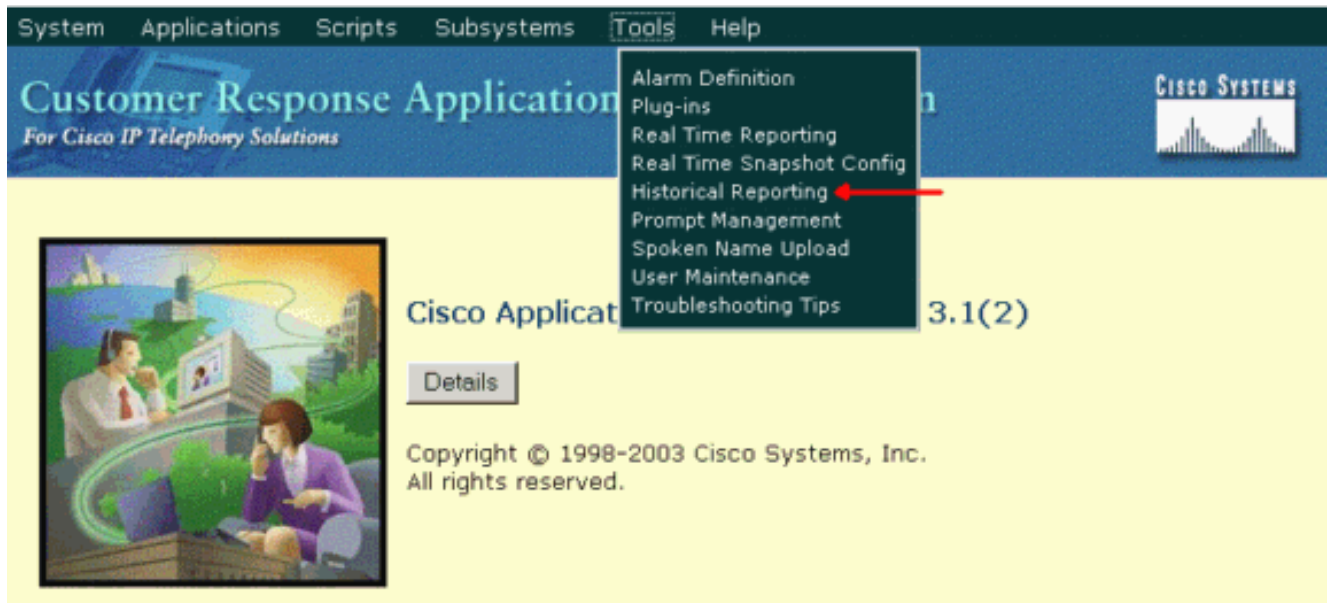 System Applications Scripts Subsystems Tools Help
Customer Response Application
For Cisco IP Telephony Solutions
CISCO SYSTEMS
Alarm Definition
Plug-ins
Real Time Reporting
Real Time Snapshot Config
Historical Reporting
Prompt Management
Spoken Name Upload
User Maintenance
Troubleshooting Tips
Cisco Applicat 3.1(2)
Details
Copyright © 1998-2003 Cisco Systems, Inc.
All rights reserved.